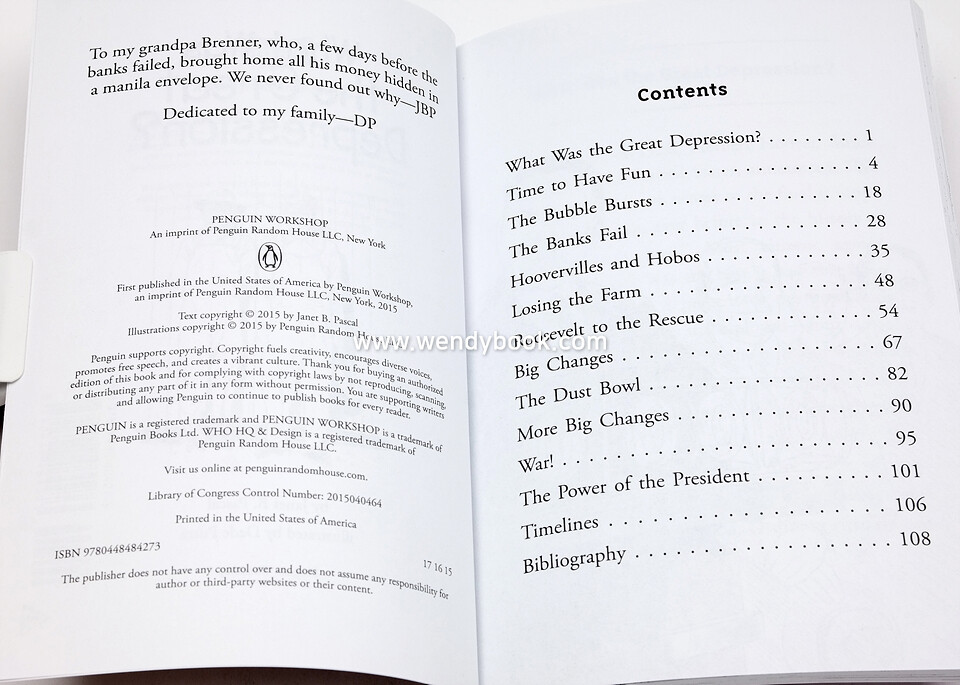 To my grandpa Brenner, who, a few days before the
banks failed, brought home all his money hidden in
a manila envelope. We never found out why—JBP
Dedicated to my family—DP
PENGUIN WORKSHOP
An imprint of Penguin Random House LLC, New York
First published in the United States of America by Penguin Workshop,
an imprint of Penguin Random House LLC, New York, 2015
Text copyright © 2015 by Janet B. Pascal
Illustrations copyright © 2015 by Penguin Random
Penguin supports copyright. Copyright fuels creativity, encourages diverse voices,
promotes free speech, and creates a vibrant culture. Thank you for buying an authorized
edition of this book and for complying with copyright laws by not reproducing, scanning,
or distributing any part of it in any form without permission. You are supporting writers
and allowing Penguin to continue to publish books for every reader.
PENGUIN is a registered trademark and PENGUIN WORKSHOP is a trademark of
Penguin Books Ltd. WHO HQ & Design is a registered trademark of
Penguin Random House LLC.
Visit us online at penguinrandomhouse.com.
Library of Congress Control Number: 2015040464
Printed in the United States of America
ISBN 9780448484273
17 16 15
The publisher does not have any control over and does not assume any responsibility for
author or third-party websites or their content.
www.wendybook.com
Contents
What Was the Great Depression? . . . . . . . . 1
Time to Have Fun . . . . . . . . . . . . . . . . . 4
The Bubble Bursts . . . . . . . . . . . . . . . . 18
The Banks Fail . . . . . . . . . . . . . . . . . . 28
Hoovervilles and Hobos . . . . . . . . . . . . 35
Losing the Farm . . . . . . . . . . . . . . . . . 48
Roosevelt to the Rescue . . . . . . . . . . . . 54
Big Changes . . . . . . . . . . . . . . . . . . . 67
The Dust Bowl . . . . . . . . . . . . . . . . . . 82
More Big Changes . . . . . . . . . . . . . . . . 90
War! . . . . . . . . . . . . . . . . . . . . . . . . 95
The Power of the President . . . . . . . . . . 101
Timelines . . . . . . . . . . . . . . . . . . . . . 106
Bibliography . . . . . . . . . . . . . . . . . . . 108